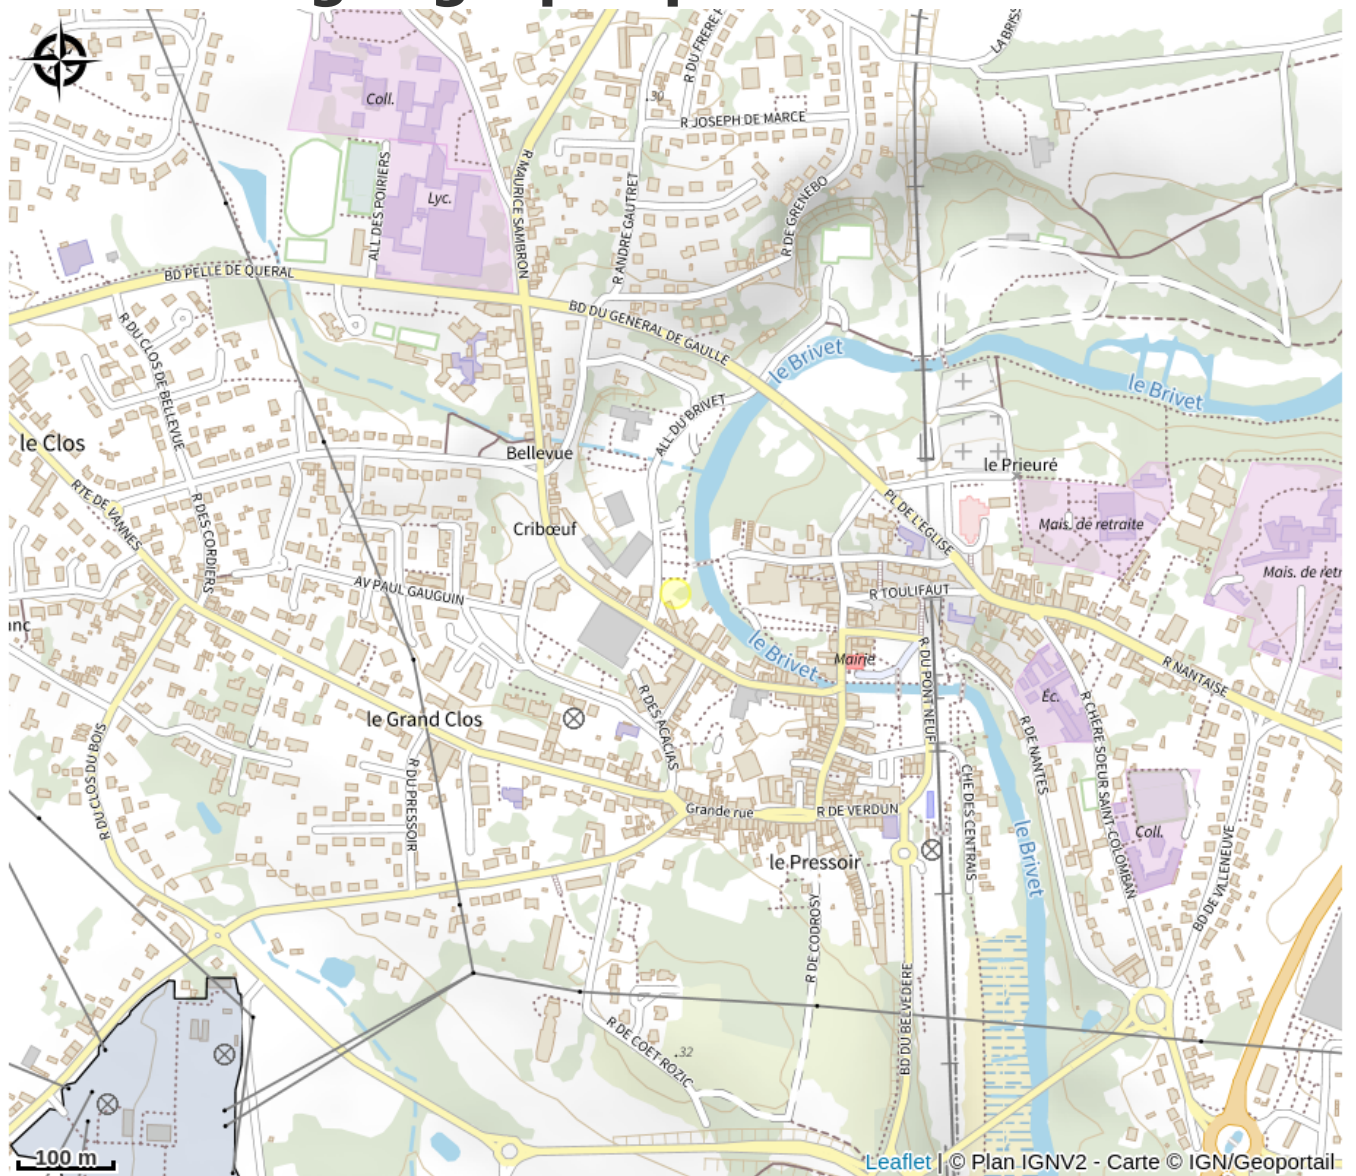 LA BRISS
R DU FRERE
Coll.
.30
R JOSEPH DE MARCE
R MAURICE SAMBRON
ALL DES POIRIERS
Lyc.
R ANDRE GAUTRET
R DE GRENEBO
BD PELLE DE QUERAL
BD DU GENERAL DE GAULLE
R DU CLOS DE BELLEVUE
le Brivet
le Brivet
ALL DU BRIVET
le Clos
Bellevue
le Prieuré
RTE DE VANNES
R DES CORDIERS
PL DE L'EGLISE
Mais. de retraite
Cribœuf
Mais. de retr
AV PAUL GAUGUIN
R TOULIFAUT
anc
le Brivet
Mairie
R DU PONT NEUF
R NANTAISE
Éc.
R DES ACACIAS
le Grand Clos
R CHERE SOEUR SAINT-COLOMBAN
R DE NANTES
R DU CLOS DU BOIS
R DU PRESSOIR
CHE DES CENTRAIS
Grande rue
R DE VERDUN
le Brivet
Coll.
le Pressoir
BD DE VILLENEUVE
R DE CODROSY
BD DU BELVEDERE
R DE COET ROZIC
.32
100 m
Leaflet | © Plan IGNV2 - Carte © IGN/Geoportail